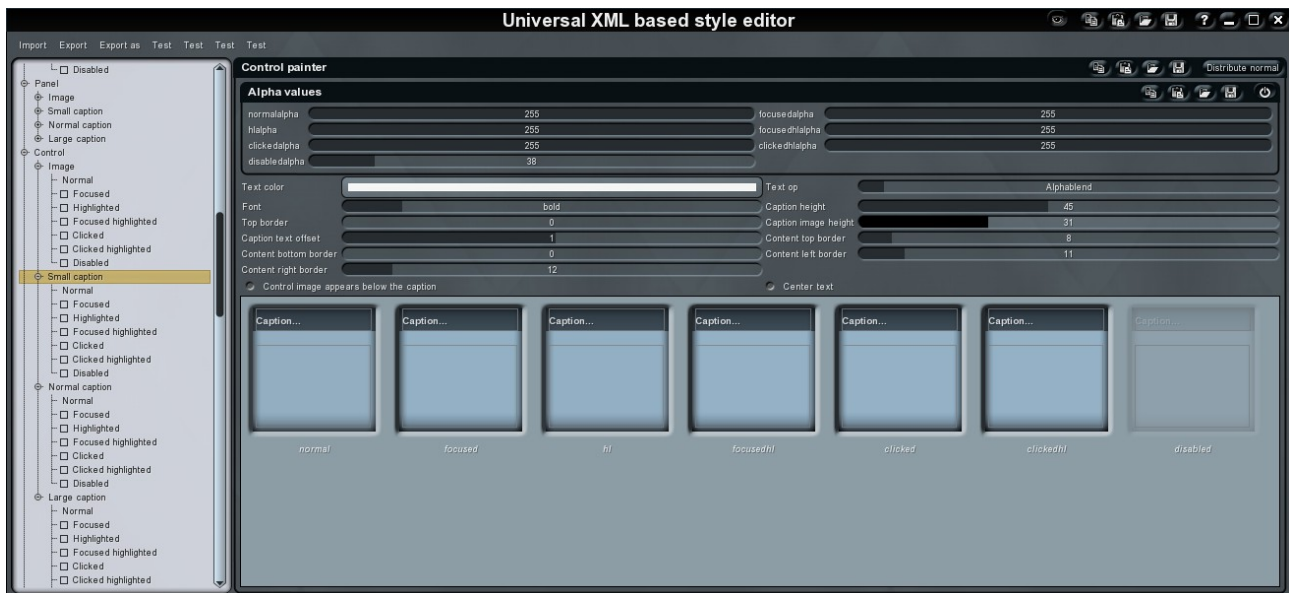 Universal XML based style editor
?
Import Export Export as Test Test Test Test
Disabled
Panel
Image
Small caption
Normal caption
Large caption
Control
Image
Normal
Focused
Highlighted
Focused highlighted
Clicked
Clicked highlighted
Disabled
Small caption
Normal
Focused
Highlighted
Focused highlighted
Clicked
Clicked highlighted
Disabled
Normal caption
Normal
Focused
Highlighted
Focused highlighted
Clicked
Clicked highlighted
Disabled
Large caption
Normal
Focused
Highlighted
Focused highlighted
Clicked
Clicked highlighted
Control painter Distribute normal
Alpha values
normalalpha 255 focusedalpha 255
hlalpha 255 focusedhlalpha 255
clickedalpha 255 clickedhlalpha 255
disabledalpha 38
Text color Text op Alphablend
Font bold Caption height 45
Top border 0 Caption image height 31
Caption text offset 1 Content top border 8
Content bottom border 0 Content left border 11
Content right border 12
Control image appears below the caption Center text
Caption... Caption... Caption... Caption... Caption... Caption... Caption...
normal focused hl focusedhl clicked clickedhl disabled